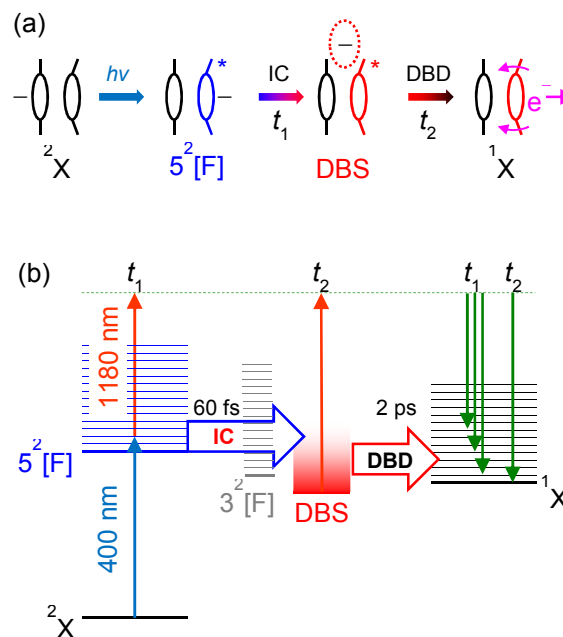 (a)
hν IC DBD
t₁ t₂
− * − − * e⁻
²X 5²[F] DBS ¹X
(b)
t₁ t₂ t₁ t₂
1180 nm
60 fs 2 ps
IC
DBD
5²[F]
3²[F]
DBS
¹X
400 nm
²X